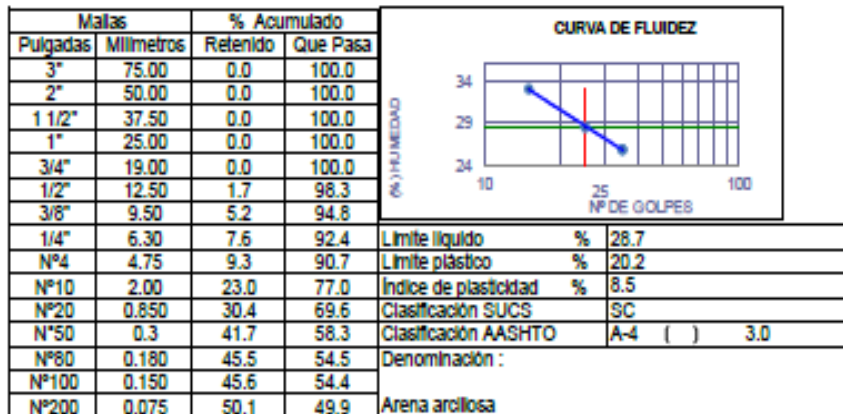 Mallas % Acumulado
Pulgadas Milimetros Retenido Que Pasa
3" 75.00 0.0 100.0
2" 50.00 0.0 100.0
1 1/2" 37.50 0.0 100.0
1" 25.00 0.0 100.0
3/4" 19.00 0.0 100.0
1/2" 12.50 1.7 98.3
3/8" 9.50 5.2 94.8
1/4" 6.30 7.6 92.4
Nº4 4.75 9.3 90.7
Nº10 2.00 23.0 77.0
Nº20 0.850 30.4 69.6
N°50 0.3 41.7 58.3
Nº80 0.180 45.5 54.5
Nº100 0.150 45.6 54.4
Nº200 0.075 50.1 49.9
CURVA DE FLUIDEZ
(%) HUMEDAD
34
29
24
10 25 100
Nº DE GOLPES
Límite líquido % 28.7
Límite plástico % 20.2
Índice de plasticidad % 8.5
Clasificación SUCS SC
Clasificación AASHTO A-4 ( ) 3.0
Denominación :
Arena arcillosa